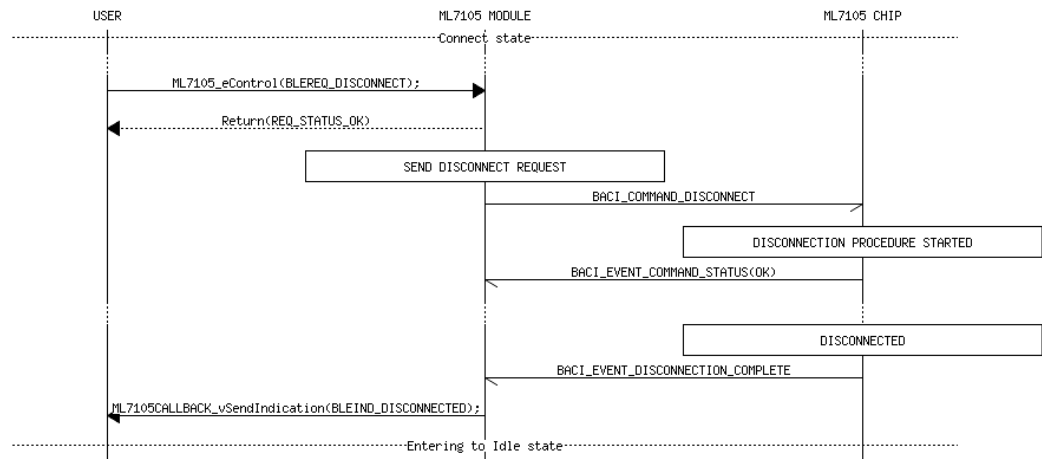 USER ML7105 MODULE ML7105 CHIP
Connect state
ML7105_eControl(BLEREQ_DISCONNECT);
Return(REQ_STATUS_OK)
SEND DISCONNECT REQUEST
BACI_COMMAND_DISCONNECT
DISCONNECTION PROCEDURE STARTED
BACI_EVENT_COMMAND_STATUS(OK)
DISCONNECTED
BACI_EVENT_DISCONNECTION_COMPLETE
ML7105CALLBACK_vSendIndication(BLEIND_DISCONNECTED);
Entering to Idle state